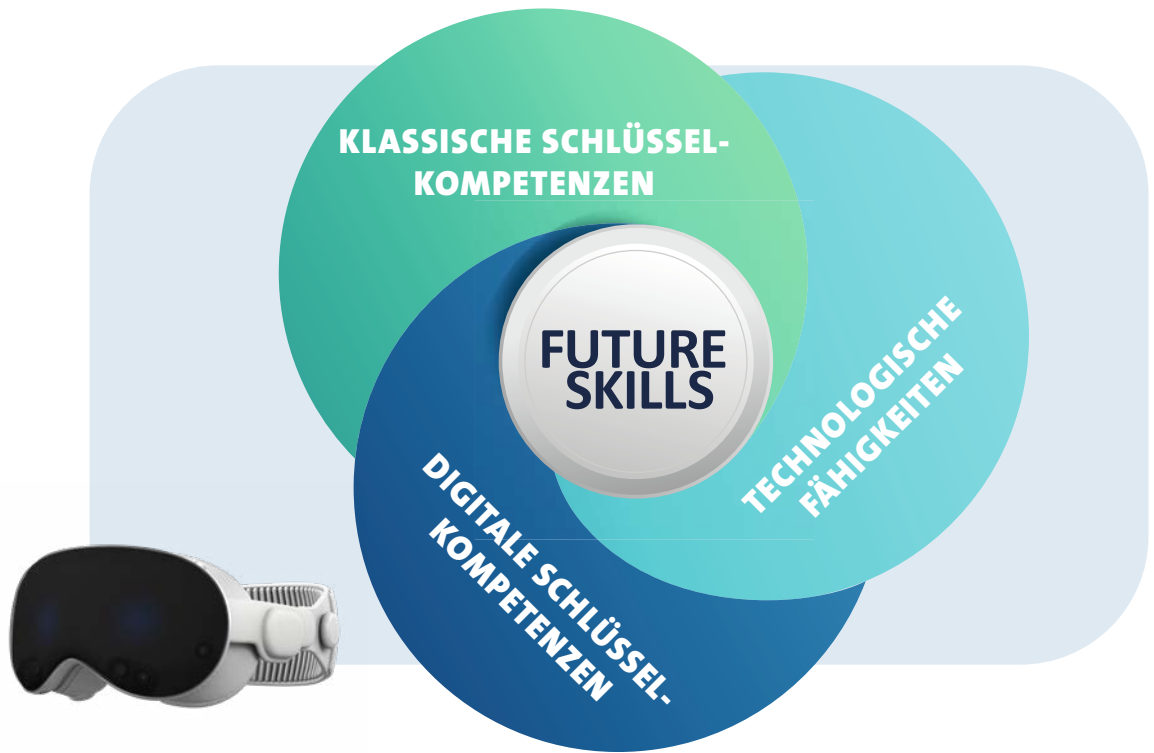 KLASSISCHE SCHLÜSSEL-
KOMPETENZEN
FUTURE
SKILLS
TECHNOLOGISCHE
FÄHIGKEITEN
DIGITALE SCHLÜSSEL-
KOMPETENZEN